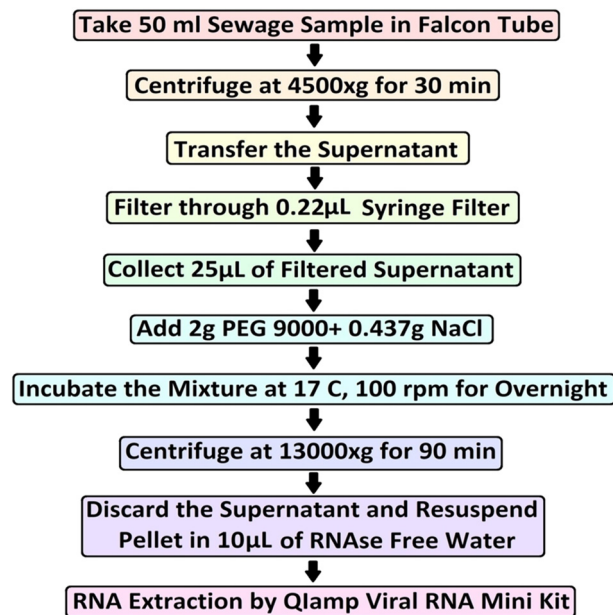 Take 50 ml Sewage Sample in Falcon Tube
Centrifuge at 4500xg for 30 min
Transfer the Supernatant
Filter through 0.22µL Syringe Filter
Collect 25µL of Filtered Supernatant
Add 2g PEG 9000+ 0.437g NaCl
Incubate the Mixture at 17 C, 100 rpm for Overnight
Centrifuge at 13000xg for 90 min
Discard the Supernatant and Resuspend
Pellet in 10µL of RNAse Free Water
RNA Extraction by QIamp Viral RNA Mini Kit